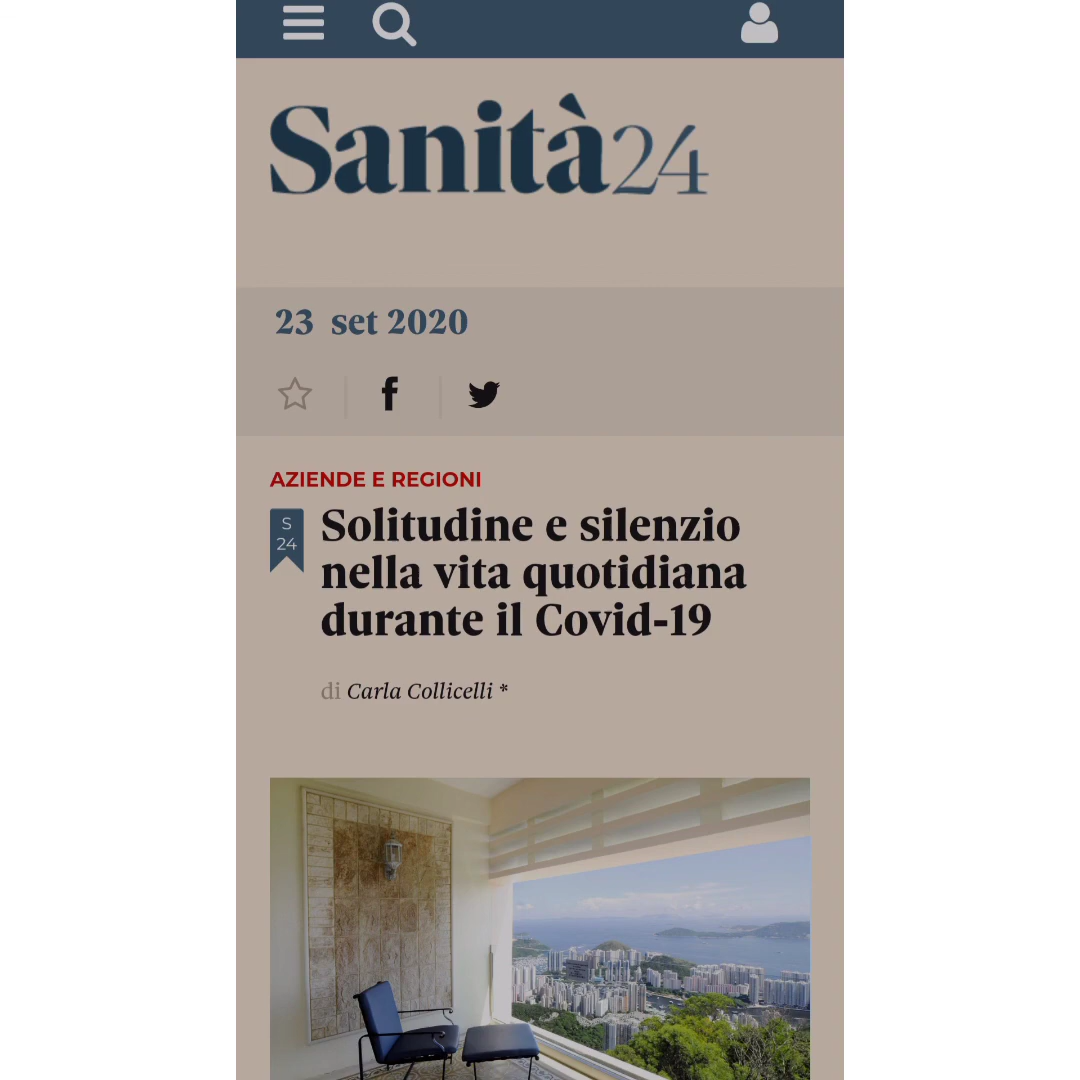 Sanità24
23 set 2020
AZIENDE E REGIONI
S
24
Solitudine e silenzio
nella vita quotidiana
durante il Covid-19
di Carla Collicelli *